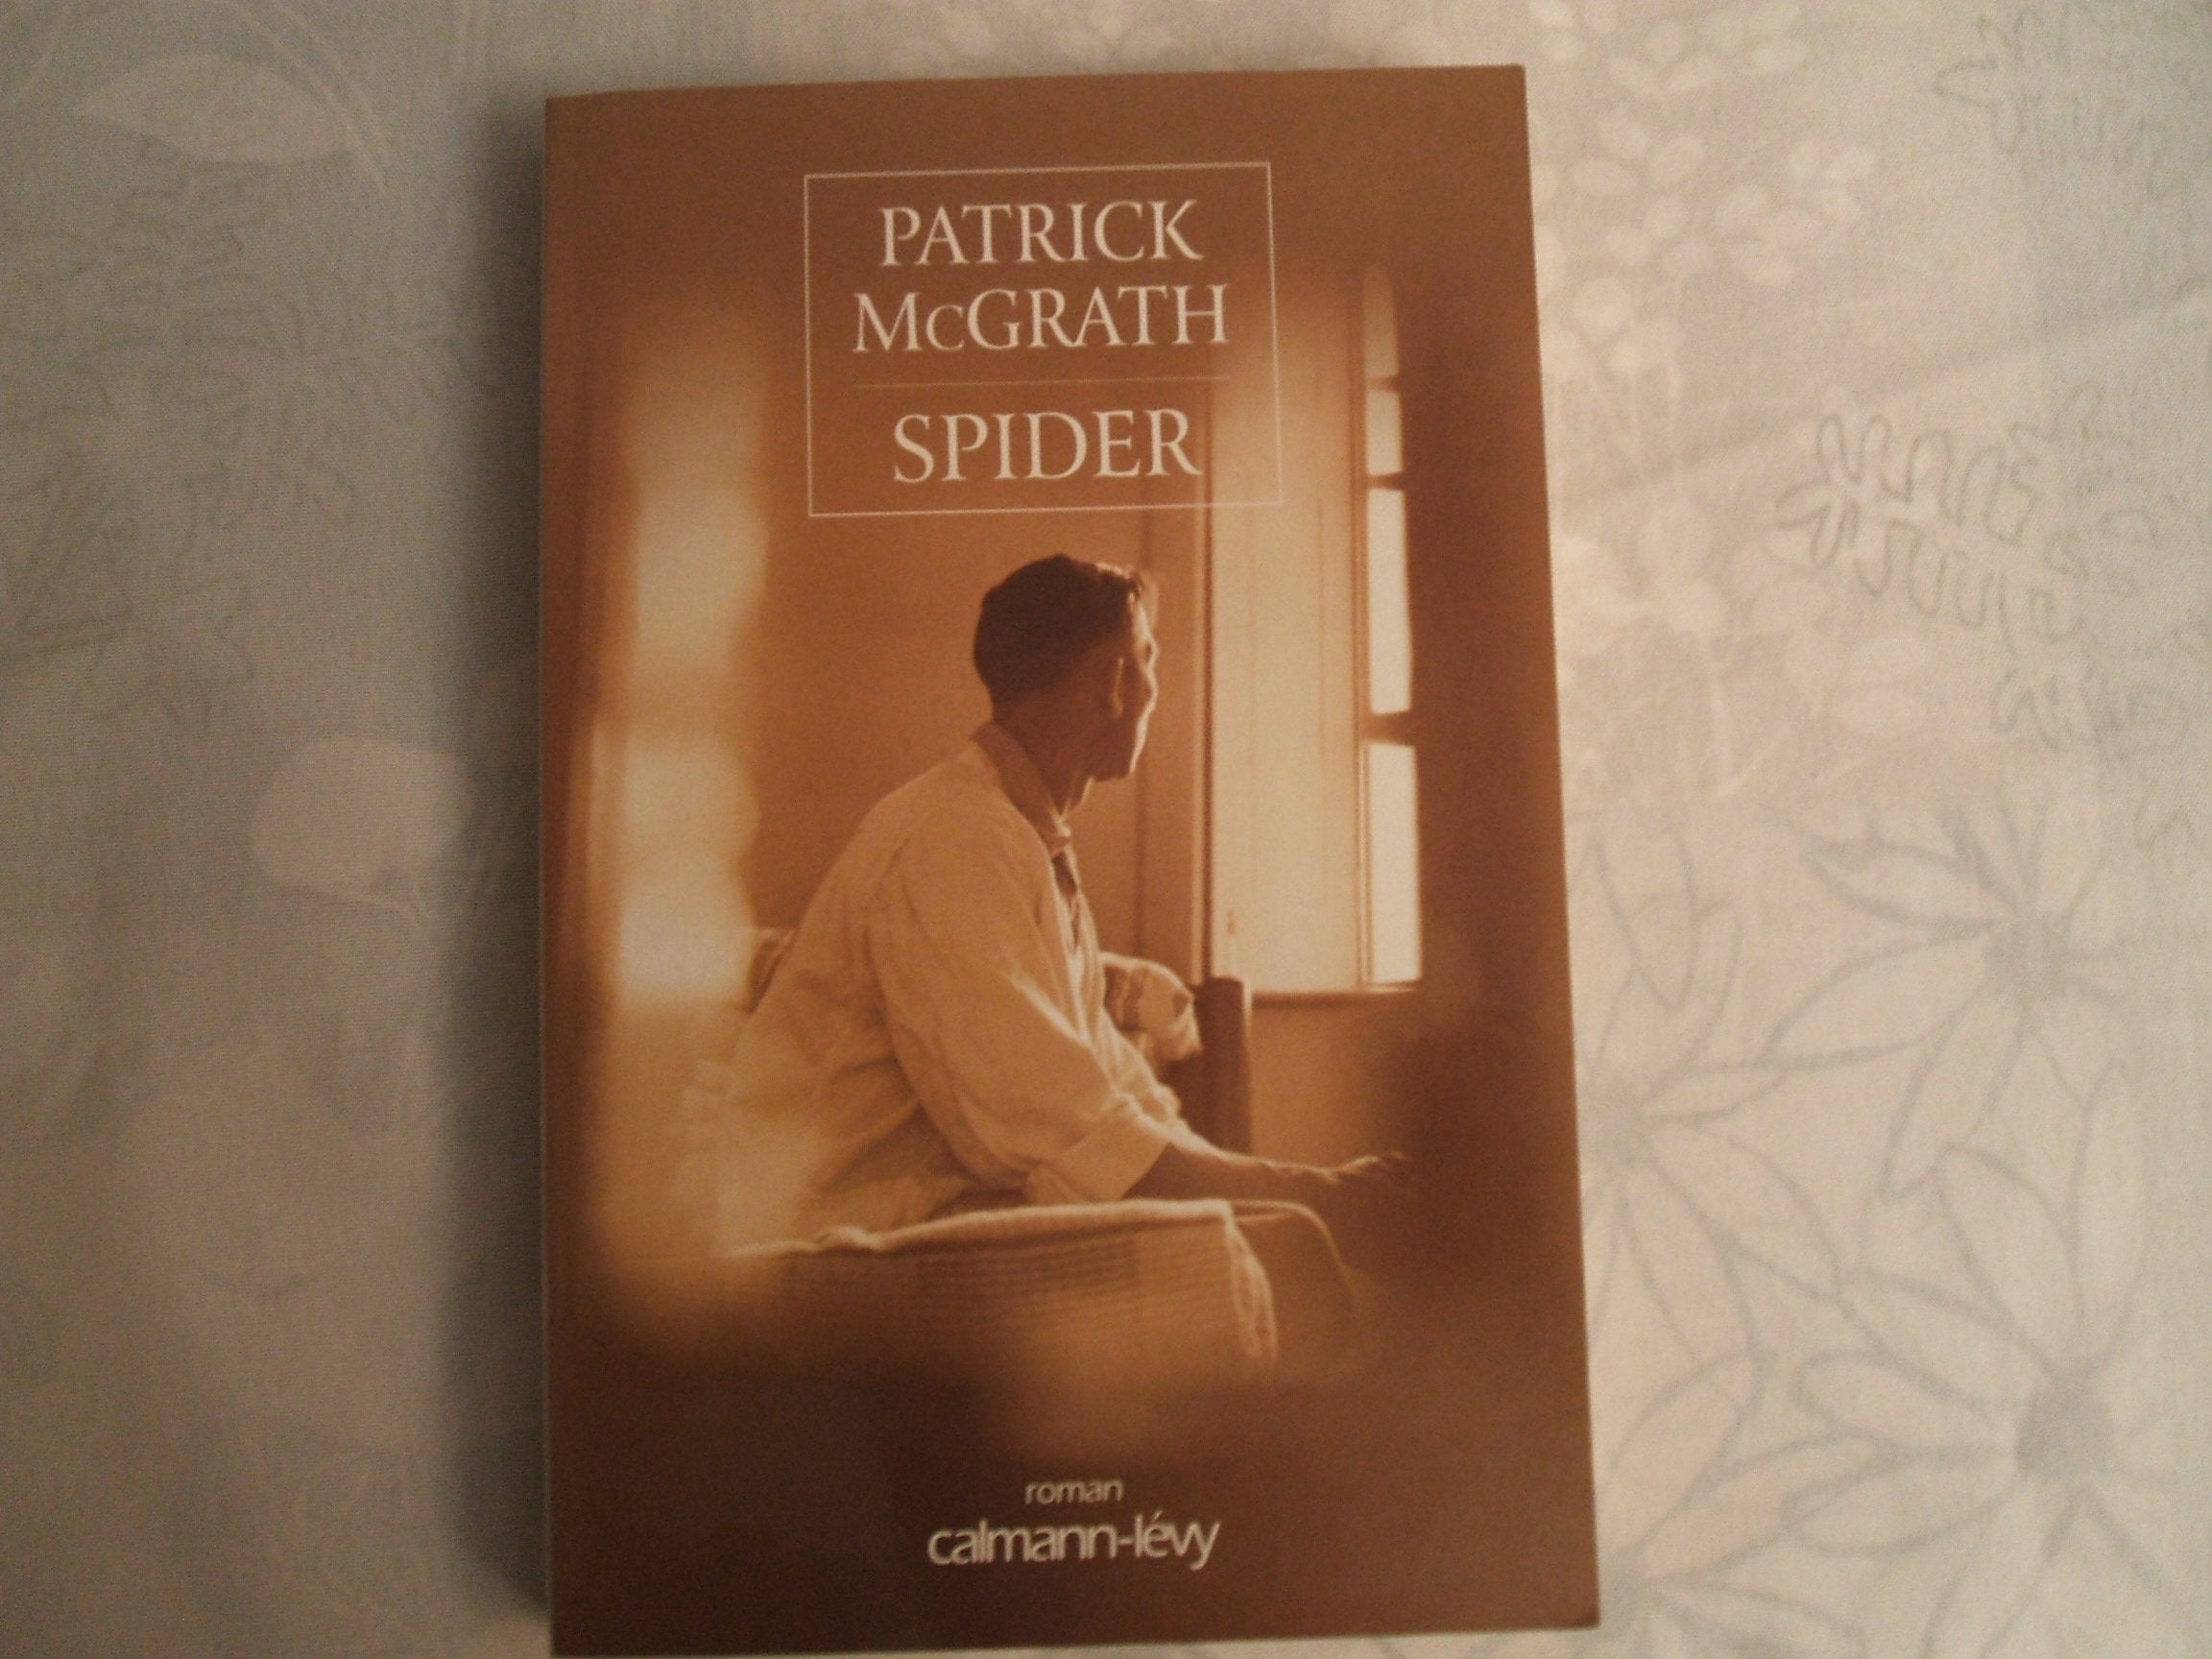 PATRICK
McGRATH
SPIDER
roman
calmann-lévy